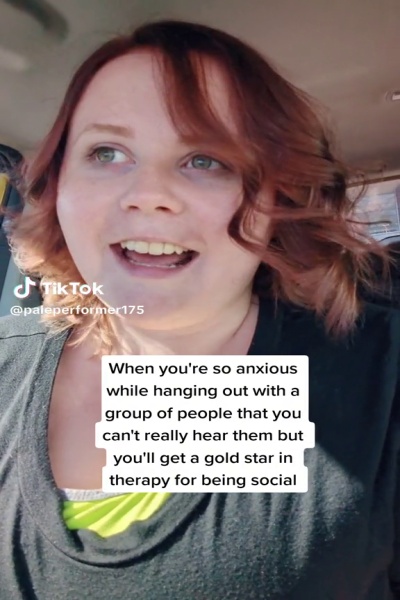 TikTok
@paleperformer175
When you're so anxious
while hanging out with a
group of people that you
can't really hear them but
you'll get a gold star in
therapy for being social